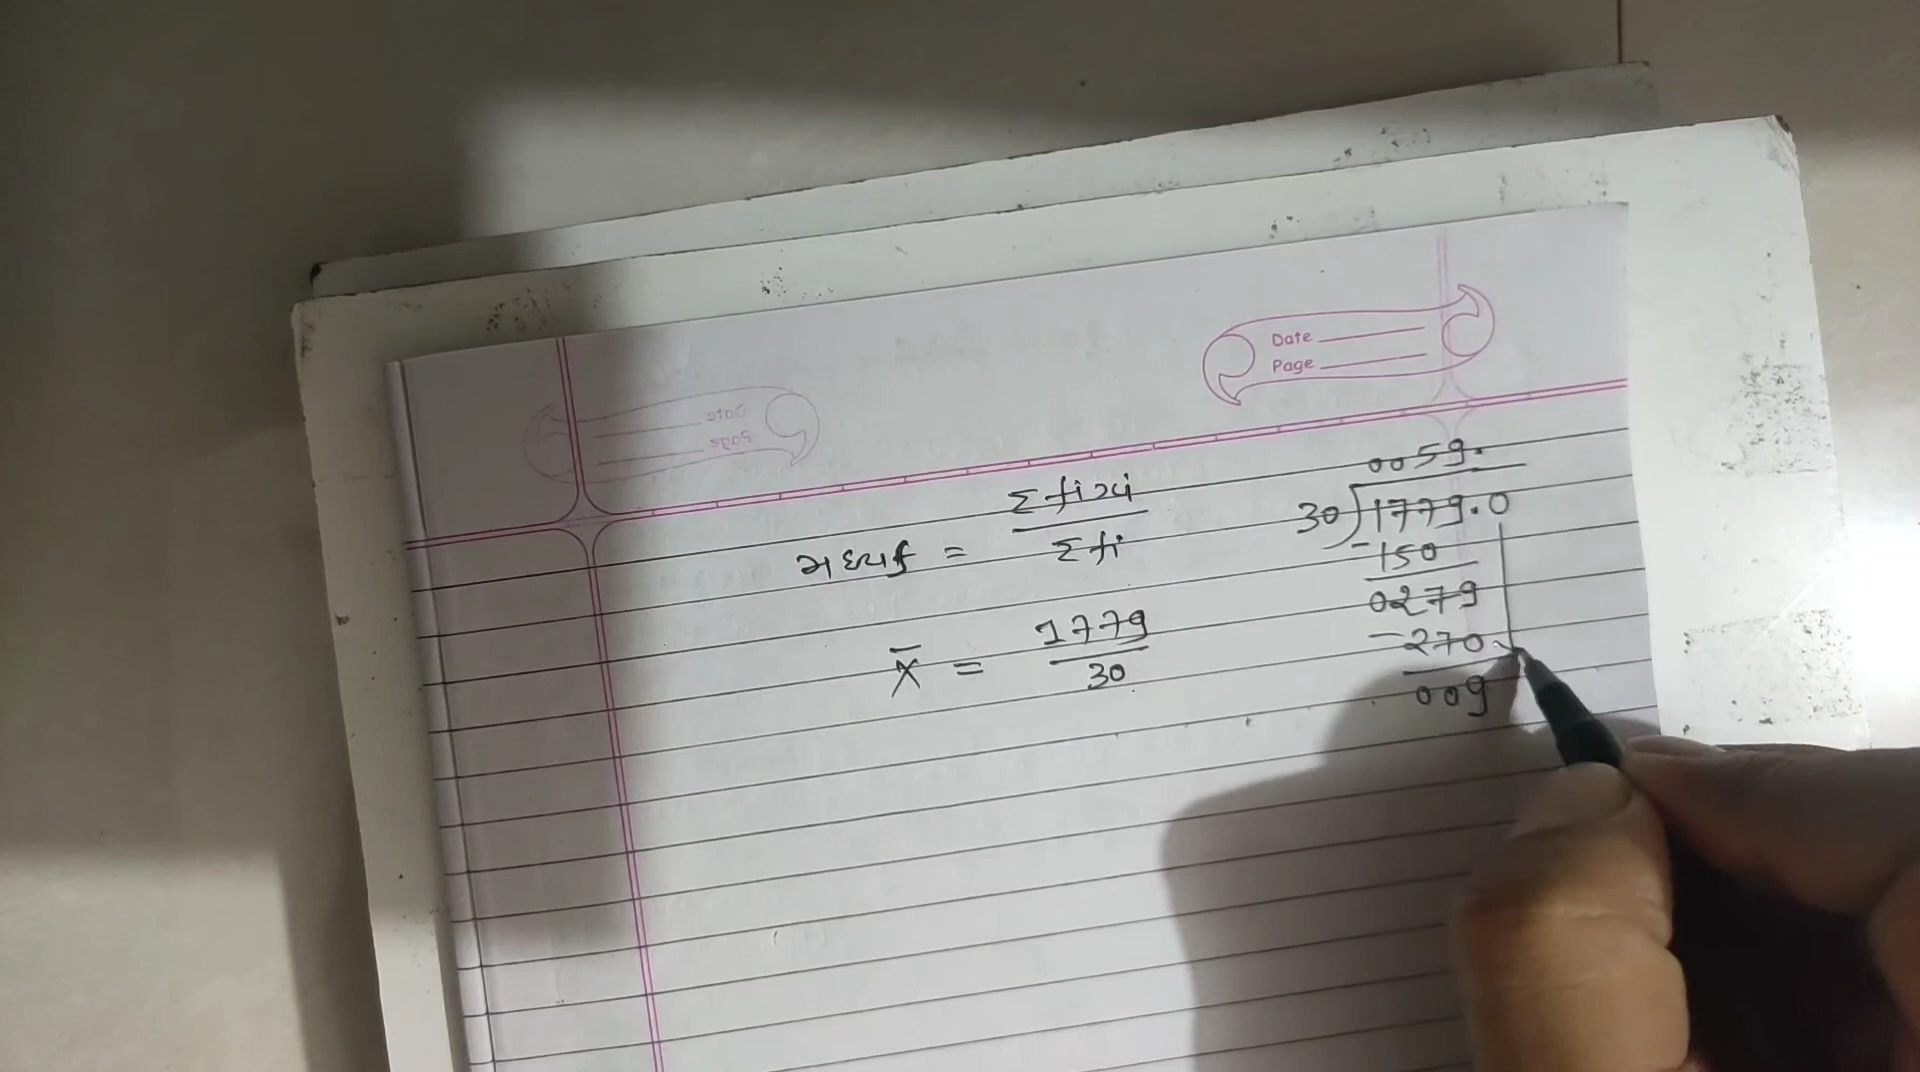 Date
Page
મધ્યક = Σfixi / Σfi
x̄ = 1779 / 30
0059.
30)1779.0
-150
0279
-270
009